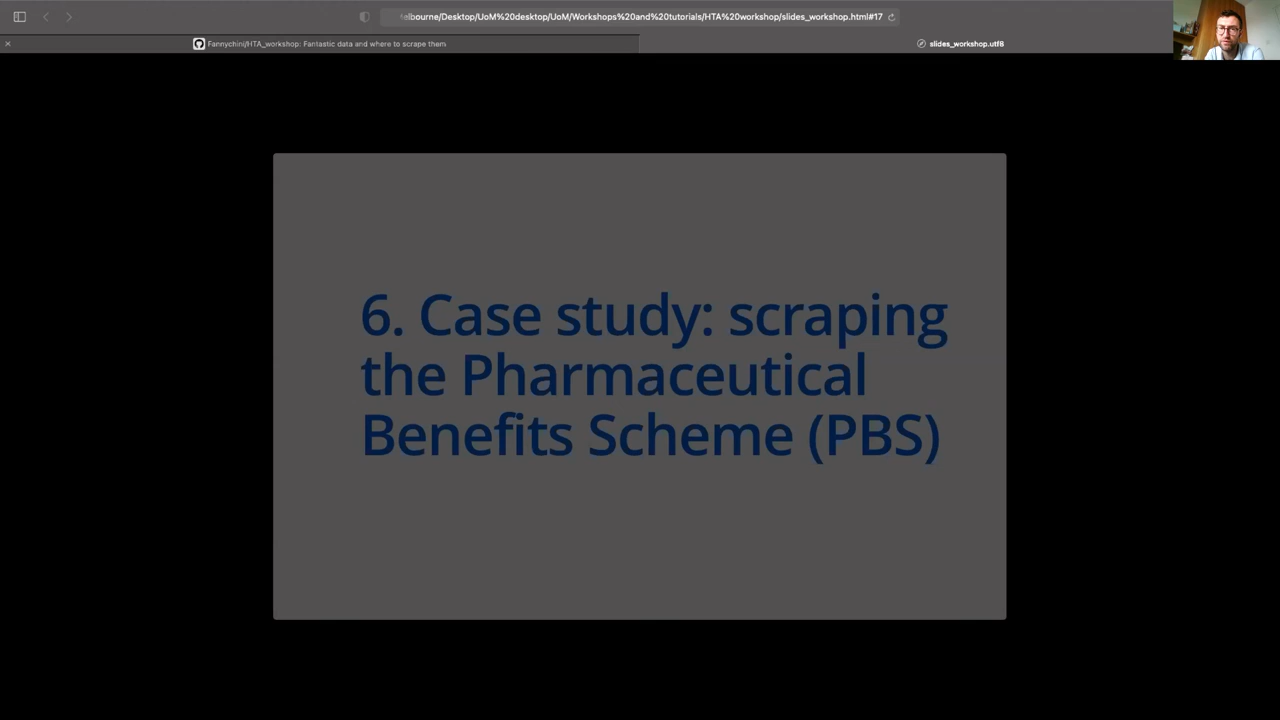 elbourne/Desktop/UoM%20desktop/UoM/Workshops%20and%20tutorials/HTA%20workshop/slides_workshop.html#17
Fannychinij/HTA_workshop: Fantastic data and where to scrape them
slides_workshop.utf8
6. Case study: scraping
the Pharmaceutical
Benefits Scheme (PBS)